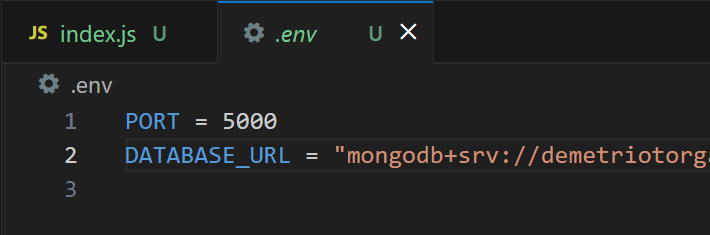 JS index.js U .env U
.env
1 PORT = 5000
2 DATABASE_URL = "mongodb+srv://demetriotorga
3